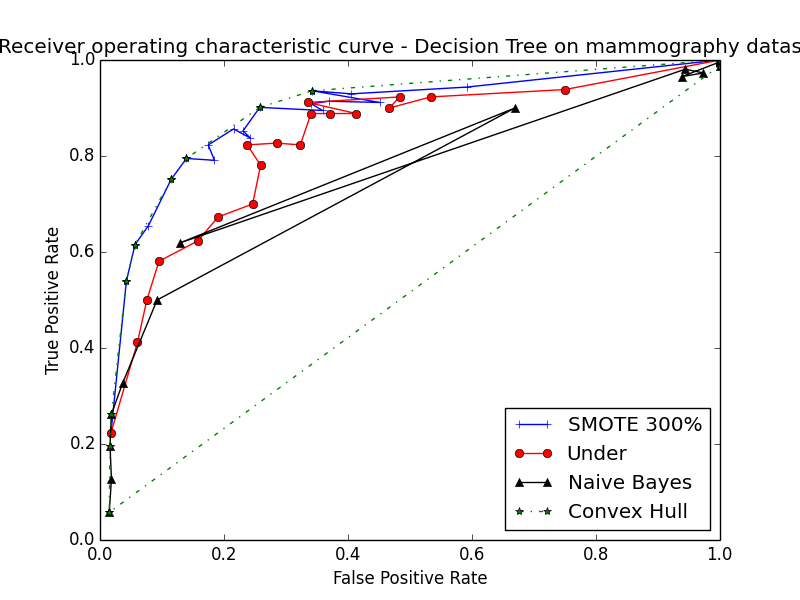 Receiver operating characteristic curve - Decision Tree on mammography datas
1.0
0.8
0.6
0.4
0.2
0.0
True Positive Rate
0.0 0.2 0.4 0.6 0.8 1.0
False Positive Rate
SMOTE 300%
Under
Naive Bayes
Convex Hull